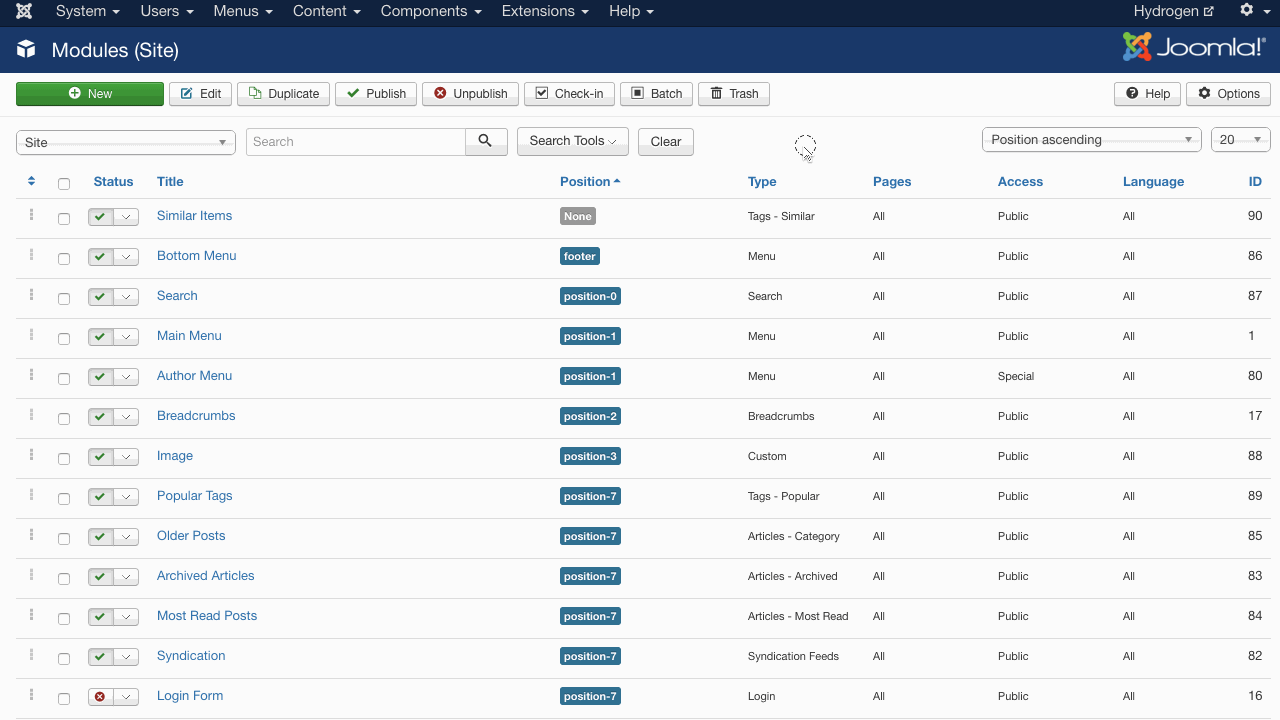 System Users Menus Content Components Extensions Help Hydrogen
Modules (Site) Joomla!
New Edit Duplicate Publish Unpublish Check-in Batch Trash Help Options
Site Search Search Tools Clear Position ascending 20
Status Title Position Type Pages Access Language ID
Similar Items None Tags - Similar All Public All 90
Bottom Menu footer Menu All Public All 86
Search position-0 Search All Public All 87
Main Menu position-1 Menu All Public All 1
Author Menu position-1 Menu All Special All 80
Breadcrumbs position-2 Breadcrumbs All Public All 17
Image position-3 Custom All Public All 88
Popular Tags position-7 Tags - Popular All Public All 89
Older Posts position-7 Articles - Category All Public All 85
Archived Articles position-7 Articles - Archived All Public All 83
Most Read Posts position-7 Articles - Most Read All Public All 84
Syndication position-7 Syndication Feeds All Public All 82
Login Form position-7 Login All Public All 16